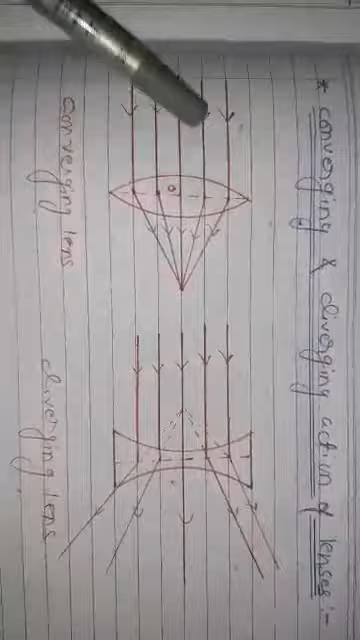 * converging & diverging action of lenses :-
converging lens
diverging lens